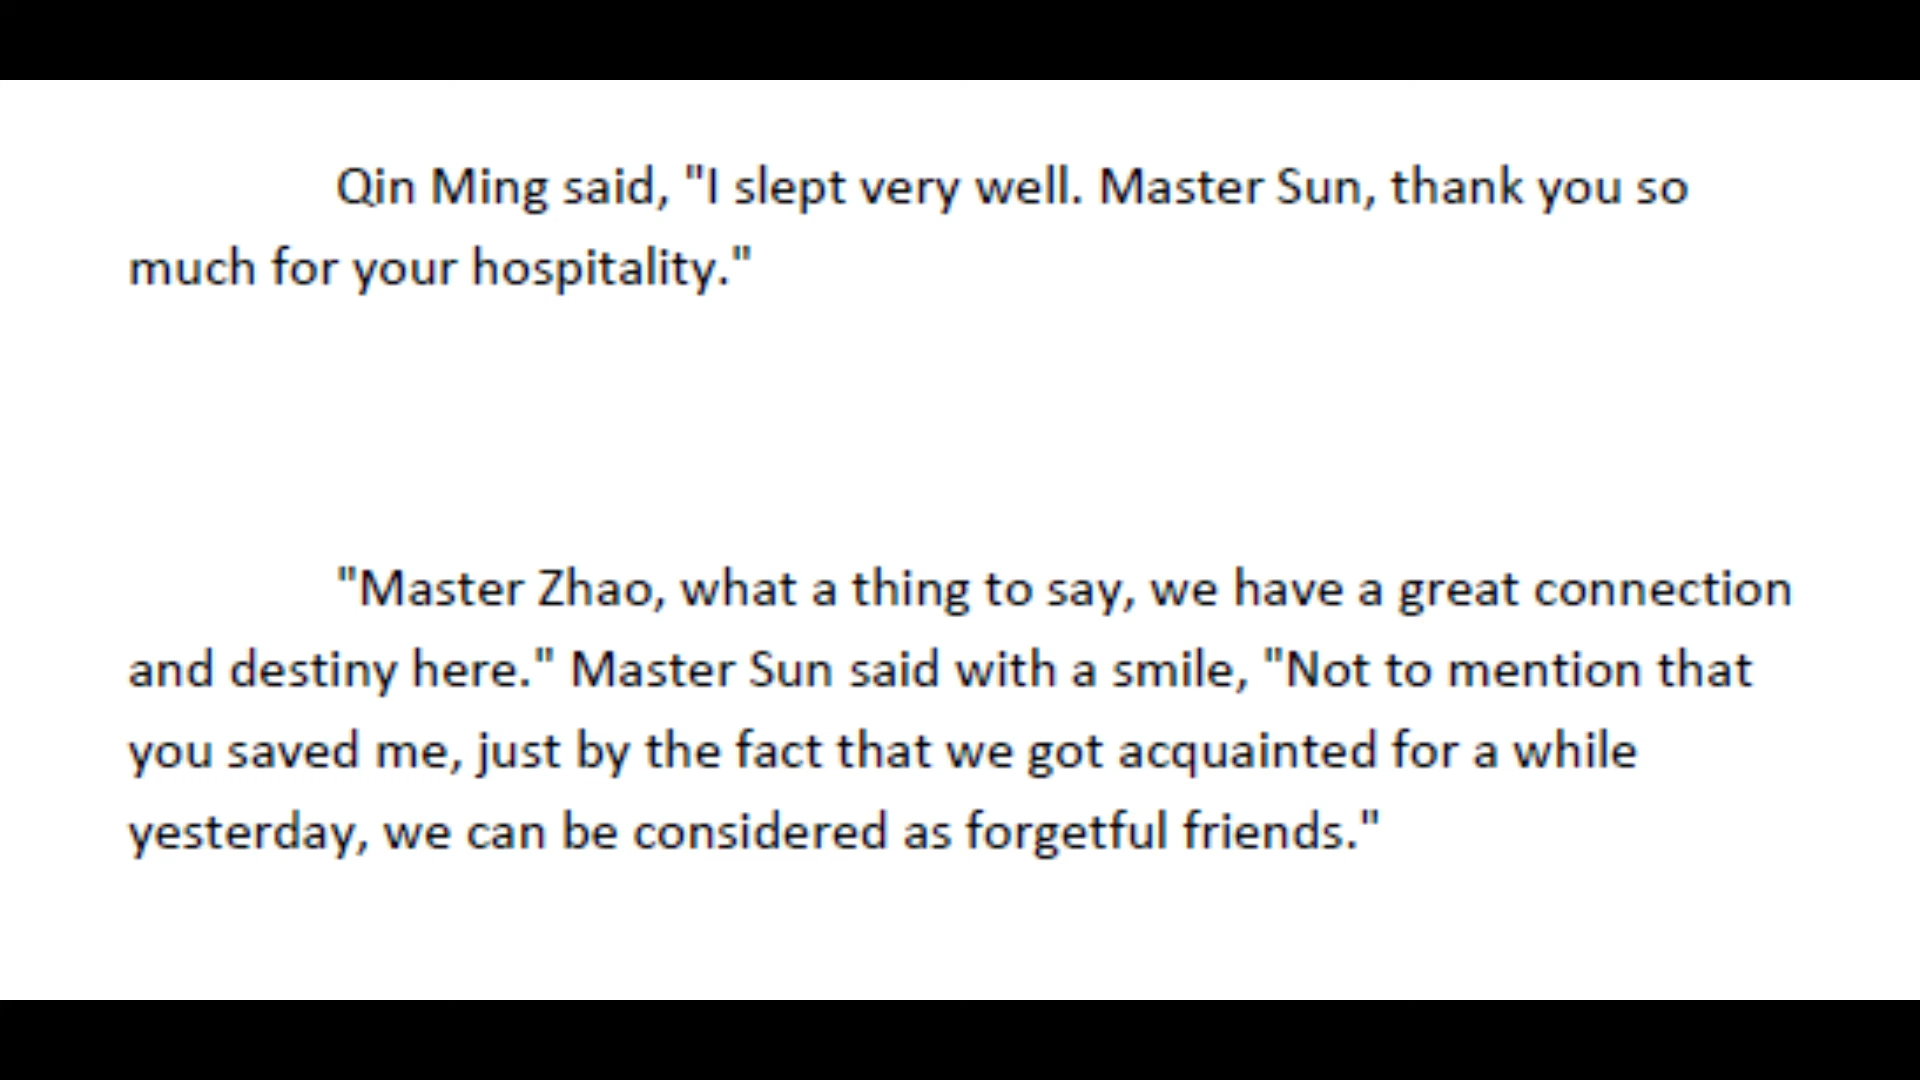 Qin Ming said, "I slept very well. Master Sun, thank you so
much for your hospitality."
"Master Zhao, what a thing to say, we have a great connection
and destiny here." Master Sun said with a smile, "Not to mention that
you saved me, just by the fact that we got acquainted for a while
yesterday, we can be considered as forgetful friends."